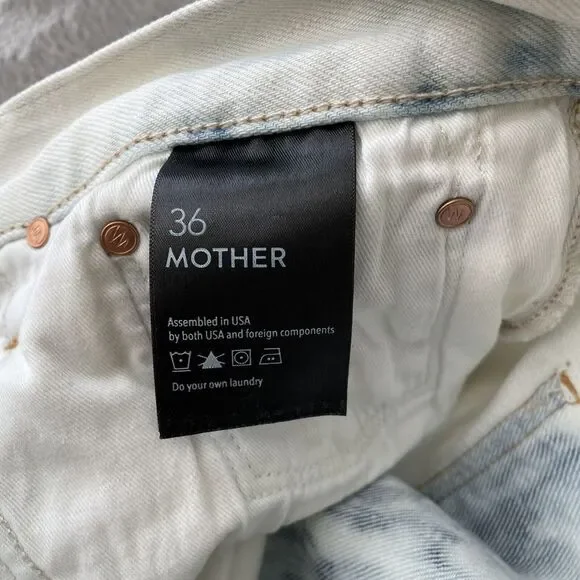 36
MOTHER
Assembled in USA
by both USA and foreign components
Do your own laundry